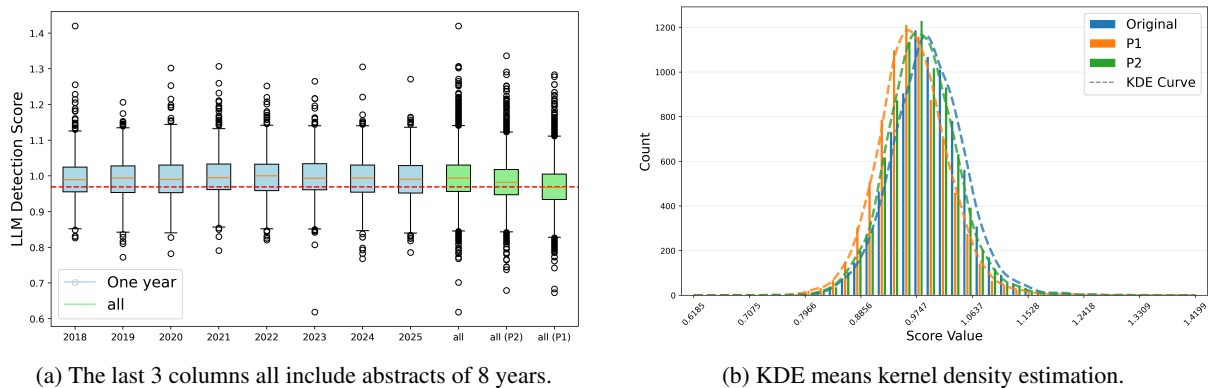 LLM Detection Score
1.4
1.3
1.2
1.1
1.0
0.9
0.8
0.7
0.6
One year
all
2018 2019 2020 2021 2022 2023 2024 2025 all all (P2) all (P1)
(a) The last 3 columns all include abstracts of 8 years.
Count
1200
1000
800
600
400
200
0
Original
P1
P2
KDE Curve
0.6185 0.7075 0.7966 0.8856 0.9747 1.0637 1.1528 1.2418 1.3309 1.4199
Score Value
(b) KDE means kernel density estimation.